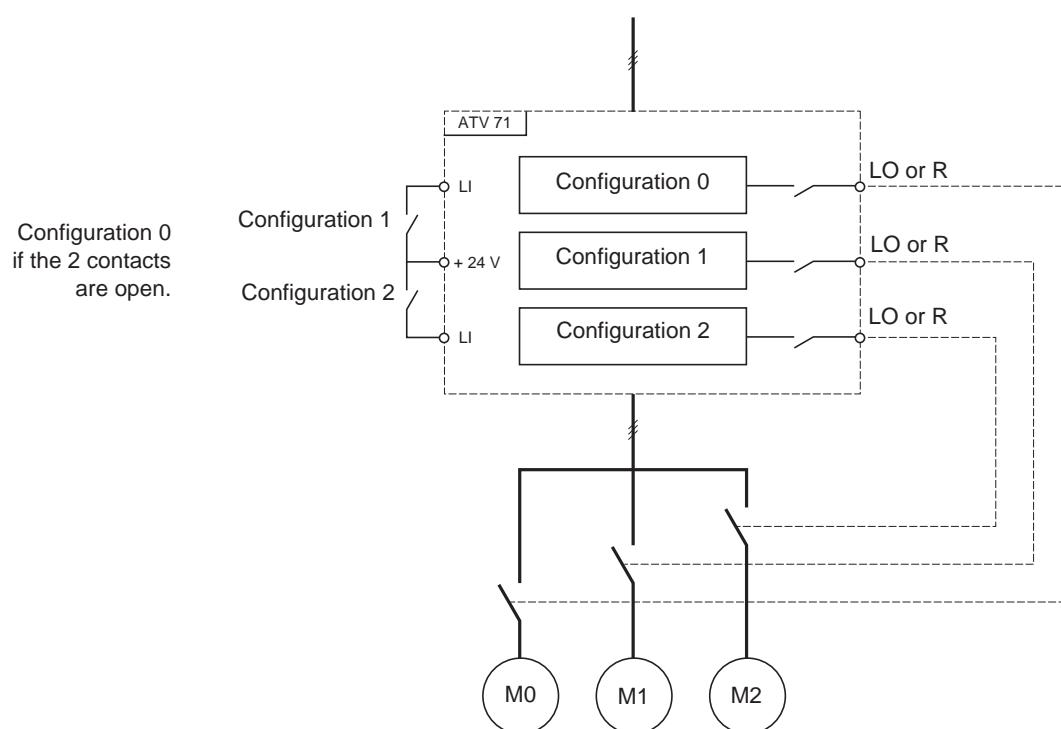 ATV 71
Configuration 0
LO or R
LI
Configuration 1
Configuration 0
if the 2 contacts
are open.
+ 24 V
Configuration 1
LO or R
Configuration 2
LI
Configuration 2
LO or R
M0
M1
M2